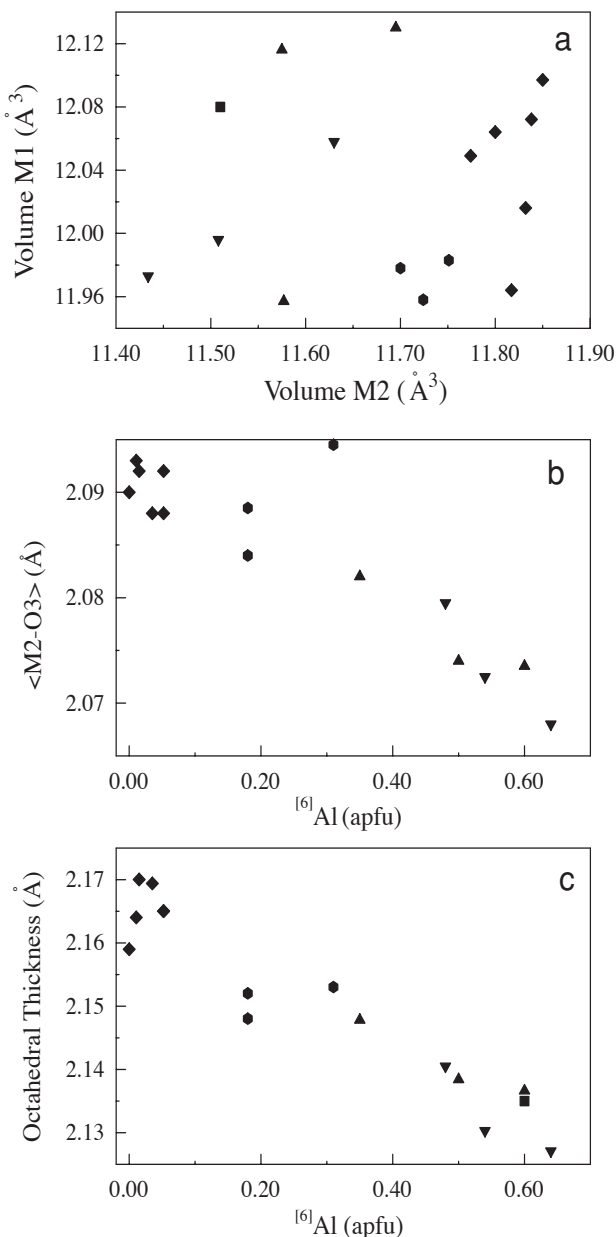 a
12.12
12.08
12.04
12.00
11.96
Volume M1 (Å³)
11.40 11.50 11.60 11.70 11.80 11.90
Volume M2 (Å³)
b
2.09
2.08
2.07
<M2-O3> (Å)
0.00 0.20 0.40 0.60
[6]Al (apfu)
c
2.17
2.16
2.15
2.14
2.13
Octahedral Thickness (Å)
0.00 0.20 0.40 0.60
[6]Al (apfu)